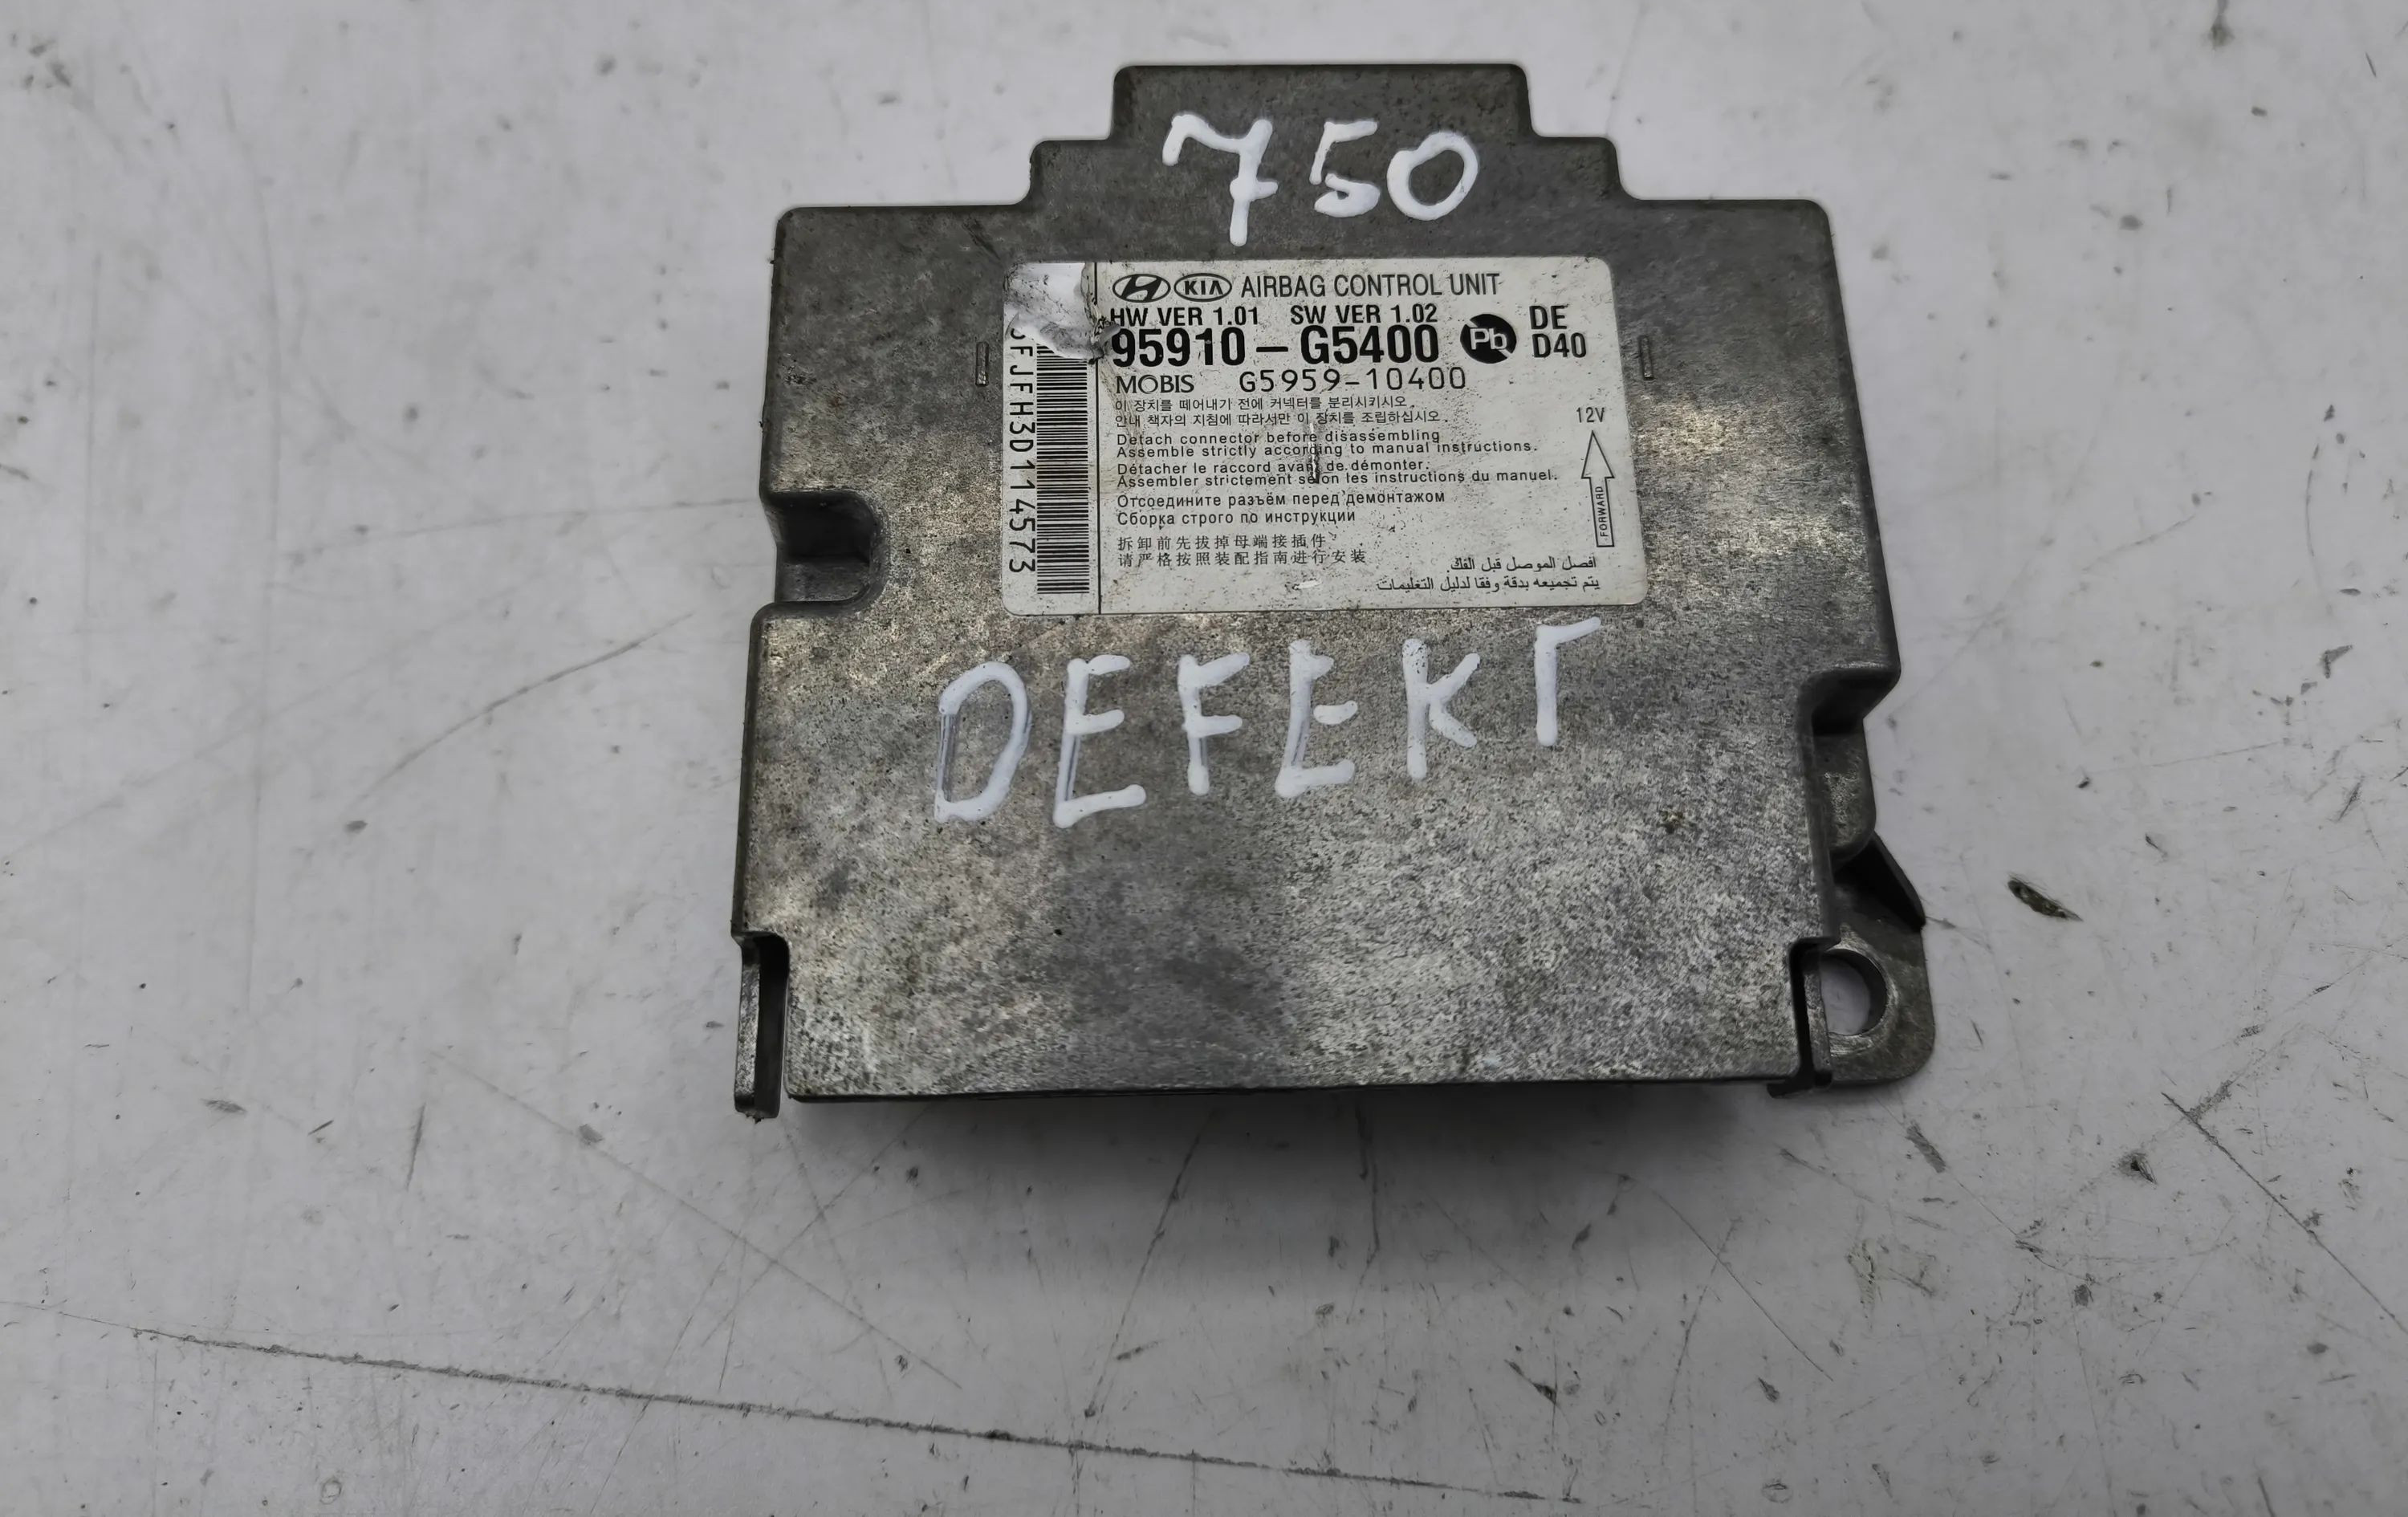 750
HYUNDAI KIA AIRBAG CONTROL UNIT
HW VER 1.01 SW VER 1.02
95910-G5400 Pb DE D40
MOBIS G5959-10400
이 장치를 떼어내기 전에 커넥터를 분리시키시오.
안내 책자의 지침에 따라서만 이 장치를 조립하십시오.
12V
Detach connector before disassembling
Assemble strictly according to manual instructions.
Détacher le raccord avant de démonter.
Assembler strictement selon les instructions du manuel.
FORWARD
Отсоедините разъём перед демонтажом
Сборка строго по инструкции
拆卸前先拔掉母端接插件
请严格按照装配指南进行安装
افصل الموصل قبل الفك.
يتم تجميعه بدقة وفقا لدليل التعليمات
FJFH3D114573
DEFEKT